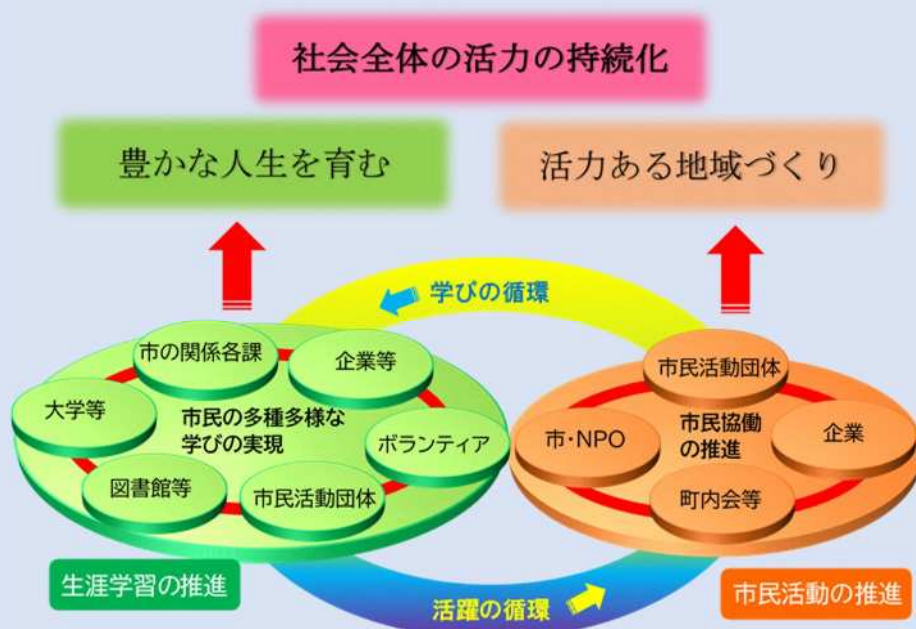 社会全体の活力の持続化
豊かな人生を育む
活力ある地域づくり
学びの循環
市の関係各課
企業等
大学等
市民の多種多様な
学びの実現
ボランティア
図書館等
市民活動団体
市民活動団体
市・NPO
市民協働
の推進
企業
町内会等
生涯学習の推進
活躍の循環
市民活動の推進